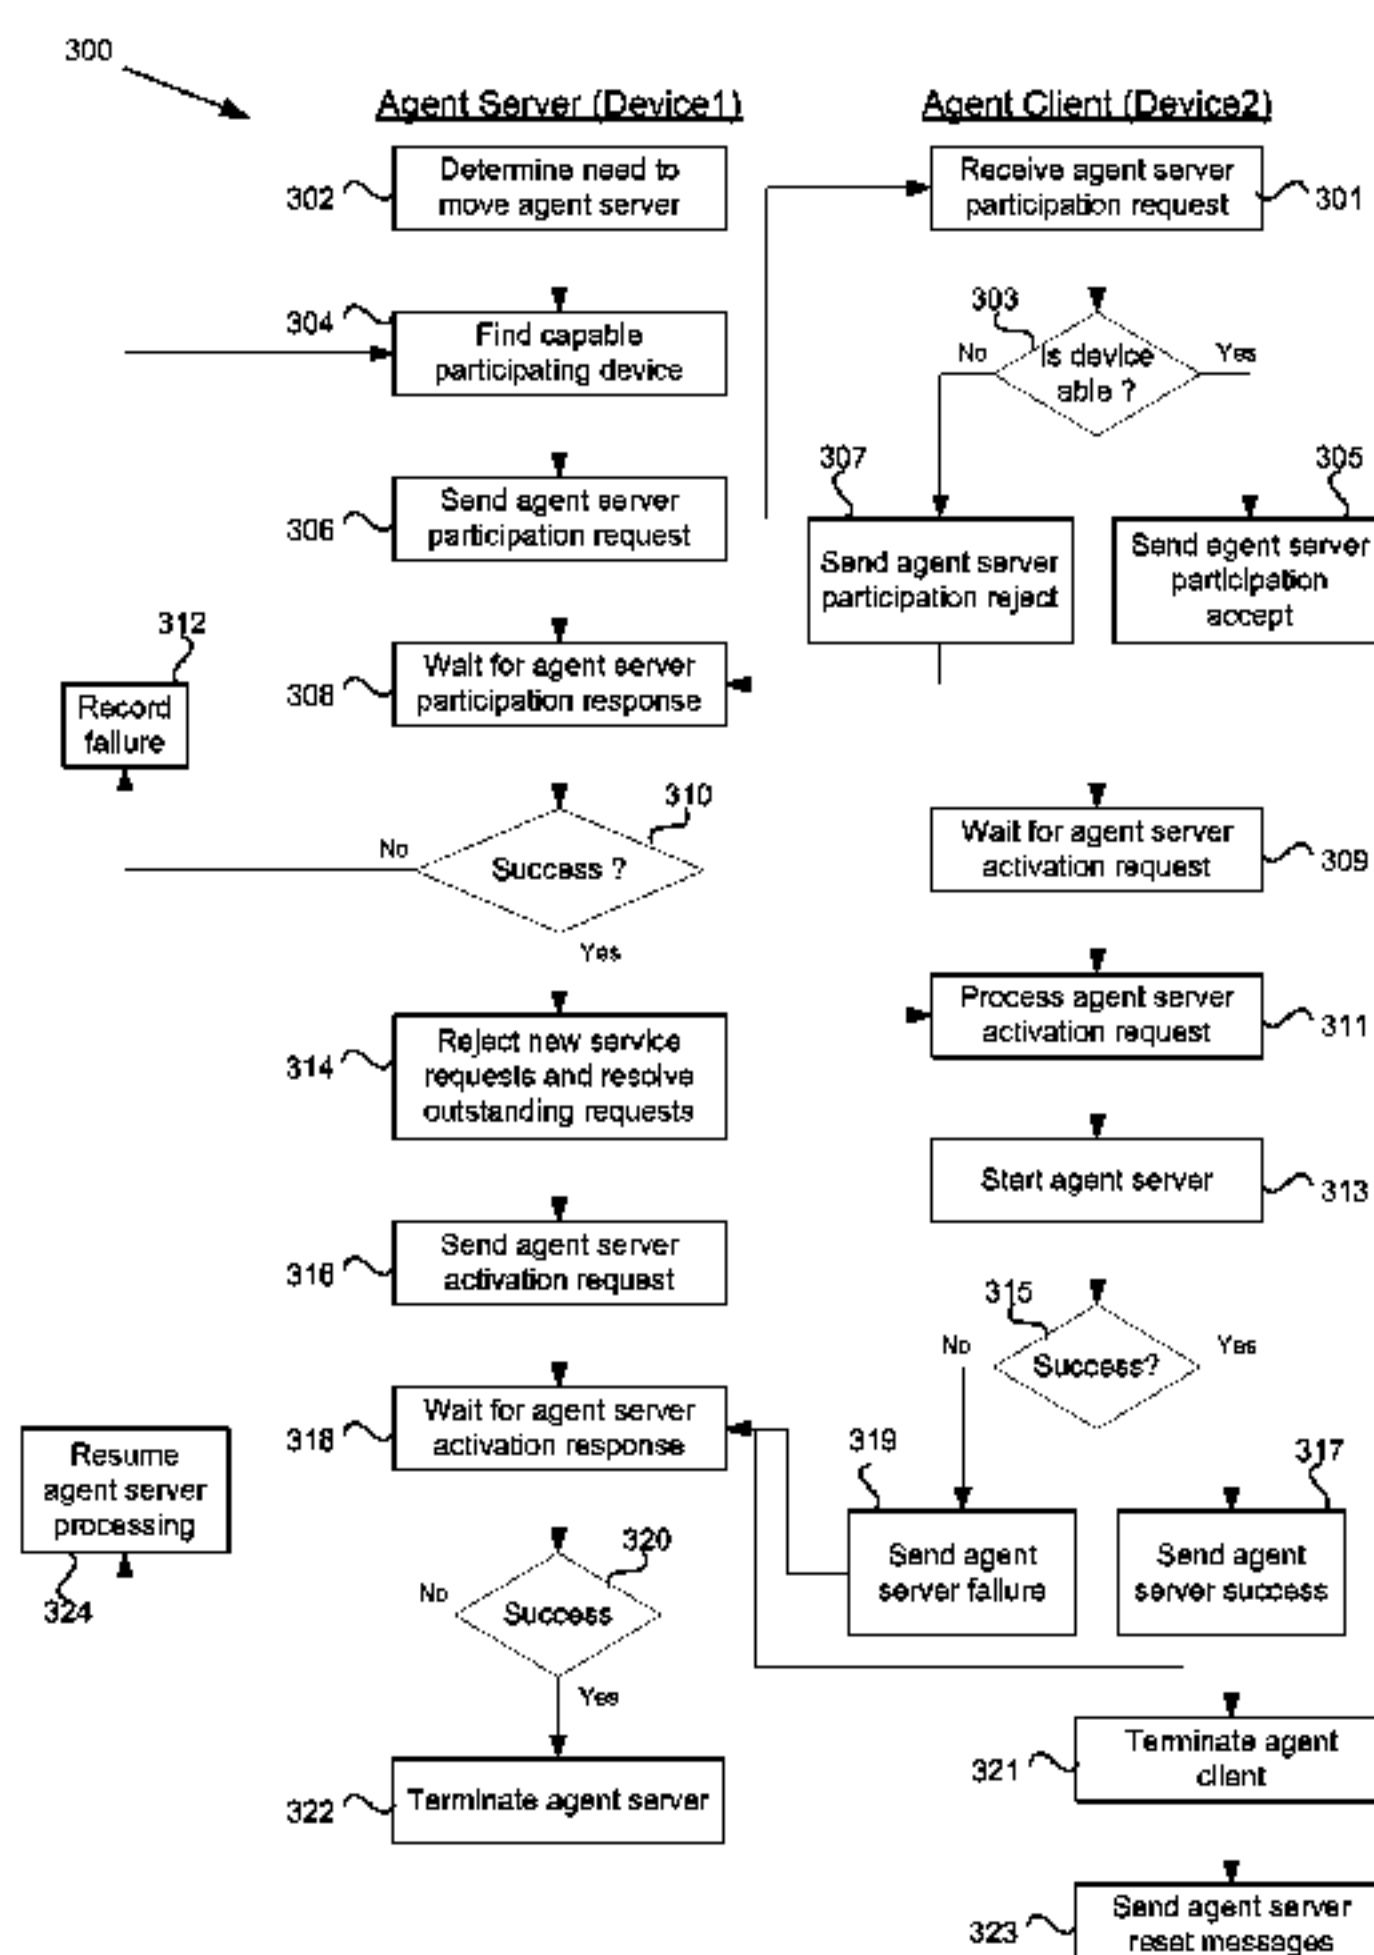 300
Agent Server (Device1)
Agent Client (Device2)
Determine need to
move agent server
302
Receive agent server
participation request
301
304
Find capable
participating device
303
No
Is device
able ?
Yes
306
Send agent server
participation request
307
Send agent server
participation reject
305
Send agent server
participation
accept
312
Record
failure
308
Wait for agent server
participation response
310
No
Success ?
Yes
Wait for agent server
activation request
309
314
Reject new service
requests and resolve
outstanding requests
Process agent server
activation request
311
Start agent server
313
316
Send agent server
activation request
315
No
Success?
Yes
318
Wait for agent server
activation response
Resume
agent server
processing
324
319
Send agent
server failure
317
Send agent
server success
320
No
Success
Yes
322
Terminate agent server
321
Terminate agent
client
323
Send agent server
reset messages